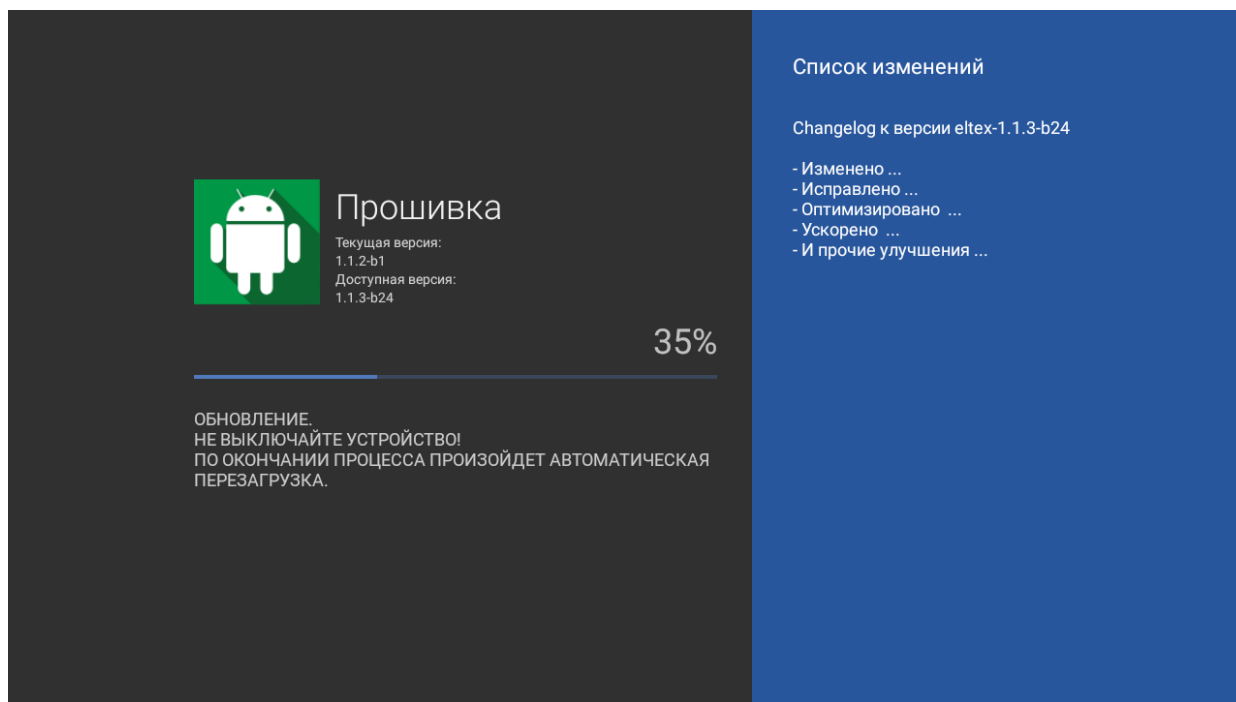 Прошивка
Текущая версия:
1.1.2-b1
Доступная версия:
1.1.3-b24
35%
ОБНОВЛЕНИЕ.
НЕ ВЫКЛЮЧАЙТЕ УСТРОЙСТВО!
ПО ОКОНЧАНИИ ПРОЦЕССА ПРОИЗОЙДЕТ АВТОМАТИЧЕСКАЯ
ПЕРЕЗАГРУЗКА.
Список изменений
Changelog к версии eltex-1.1.3-b24
- Изменено ...
- Исправлено ...
- Оптимизировано ...
- Ускорено ...
- И прочие улучшения ...